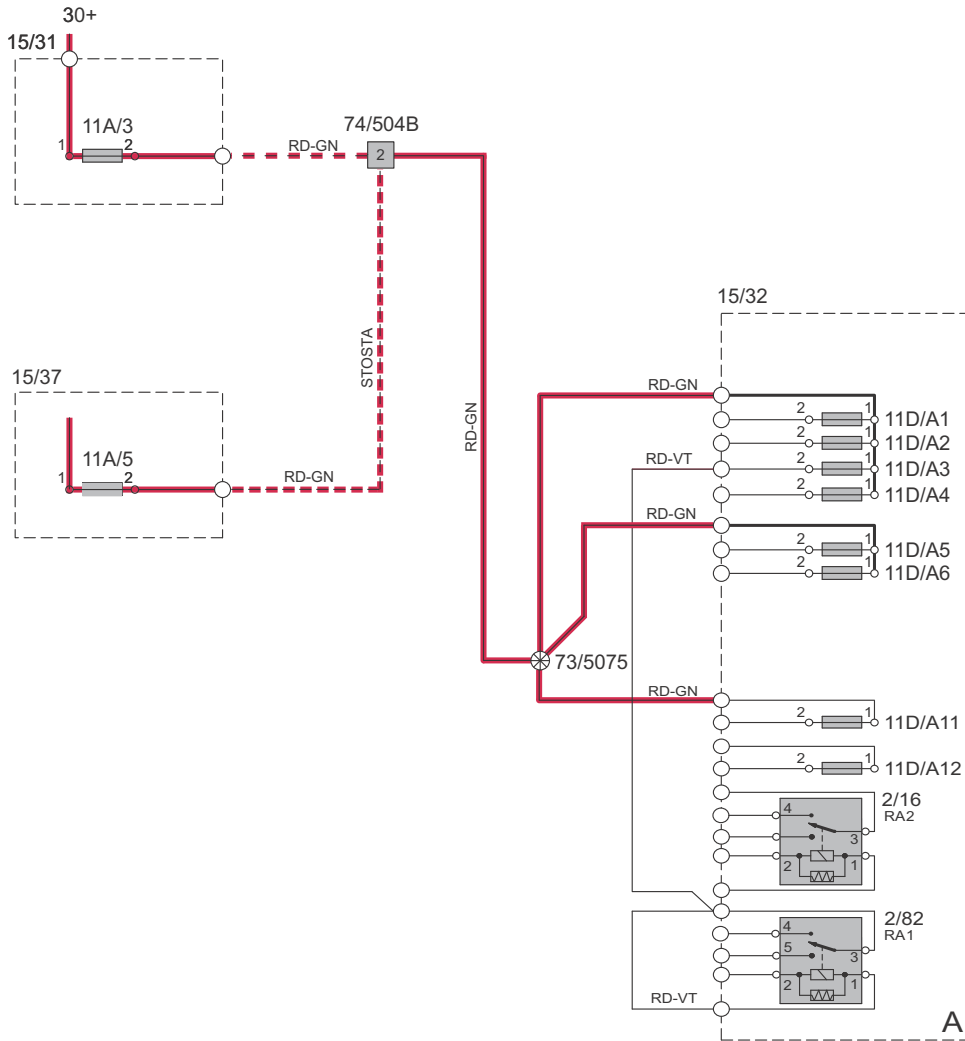 30+
15/31
11A/3
1 2
RD-GN
74/504B
2
STOSTA
RD-GN
15/37
11A/5
1 2
RD-GN
73/5075
15/32
RD-GN
2 1 11D/A1
2 1 11D/A2
RD-VT
2 1 11D/A3
2 1 11D/A4
RD-GN
2 1 11D/A5
2 1 11D/A6
RD-GN
2 1 11D/A11
2 1 11D/A12
2/16
RA2
4
3
2 1
2/82
RA1
4
5
3
2 1
RD-VT
A